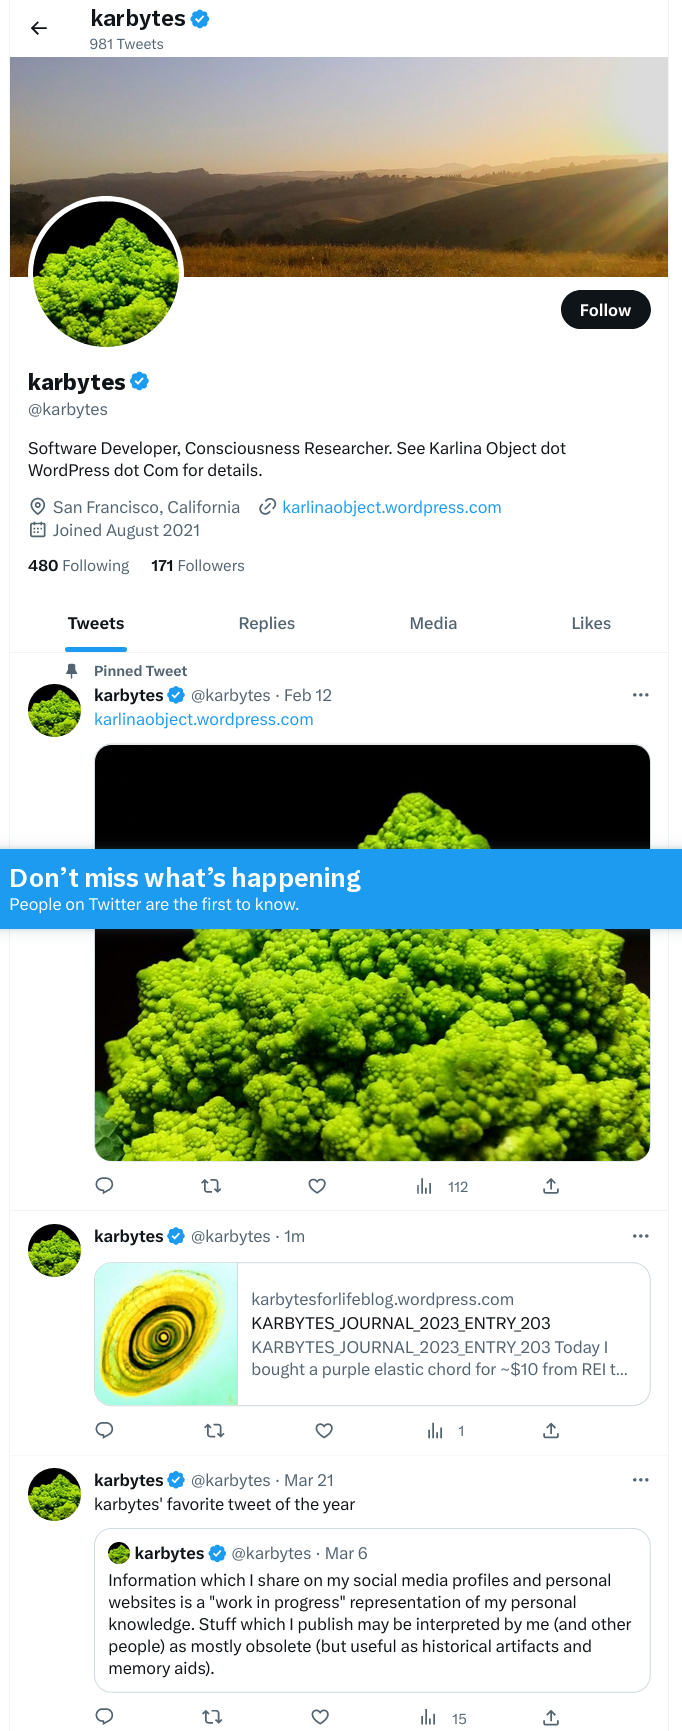 karbytes
981 Tweets
Follow
karbytes
@karbytes
Software Developer, Consciousness Researcher. See Karlina Object dot
WordPress dot Com for details.
San Francisco, California karlinaobject.wordpress.com
Joined August 2021
480 Following 171 Followers
Tweets Replies Media Likes
Pinned Tweet
karbytes @karbytes · Feb 12
karlinaobject.wordpress.com
Don’t miss what’s happening
People on Twitter are the first to know.
112
karbytes @karbytes · 1m
karbytesforlifeblog.wordpress.com
KARBYTES_JOURNAL_2023_ENTRY_203
KARBYTES_JOURNAL_2023_ENTRY_203 Today I
bought a purple elastic chord for ~$10 from REI t...
1
karbytes @karbytes · Mar 21
karbytes' favorite tweet of the year
karbytes @karbytes · Mar 6
Information which I share on my social media profiles and personal
websites is a "work in progress" representation of my personal
knowledge. Stuff which I publish may be interpreted by me (and other
people) as mostly obsolete (but useful as historical artifacts and
memory aids).
15